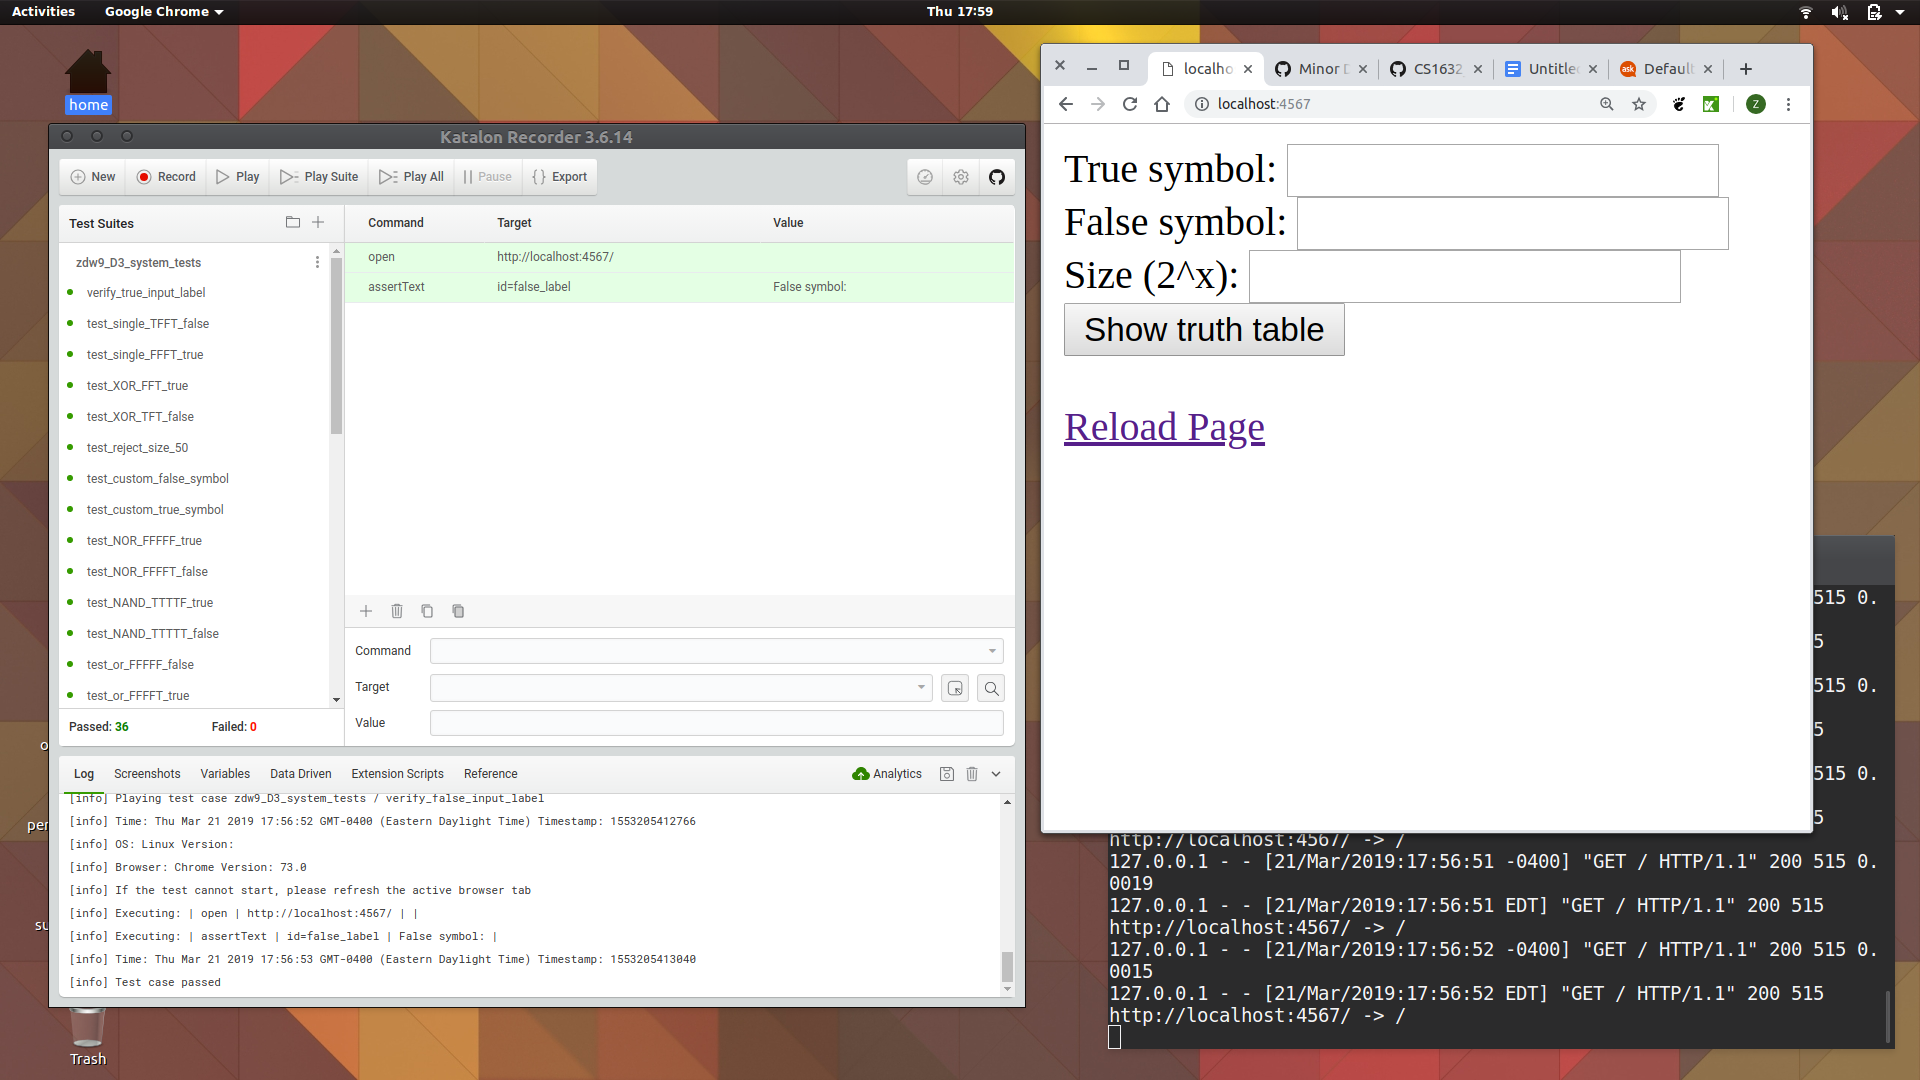 Activities
Google Chrome
Thu 17:59
home
Katalon Recorder 3.6.14
New
Record
Play
Play Suite
Play All
Pause
Export
Test Suites
zdw9_D3_system_tests
verify_true_input_label
test_single_TFFT_false
test_single_FFFT_true
test_XOR_FFT_true
test_XOR_TFT_false
test_reject_size_50
test_custom_false_symbol
test_custom_true_symbol
test_NOR_FFFFF_true
test_NOR_FFFFT_false
test_NAND_TTTTF_true
test_NAND_TTTTT_false
test_or_FFFFF_false
test_or_FFFFT_true
Passed: 36
Failed: 0
Command Target Value
open http://localhost:4567/
assertText id=false_label False symbol:
Command
Target
Value
Log
Screenshots
Variables
Data Driven
Extension Scripts
Reference
Analytics
[info] Playing test case zdw9_D3_system_tests / verify_false_input_label
[info] Time: Thu Mar 21 2019 17:56:52 GMT-0400 (Eastern Daylight Time) Timestamp: 1553205412766
[info] OS: Linux Version:
[info] Browser: Chrome Version: 73.0
[info] If the test cannot start, please refresh the active browser tab
[info] Executing: | open | http://localhost:4567/ | |
[info] Executing: | assertText | id=false_label | False symbol: |
[info] Time: Thu Mar 21 2019 17:56:53 GMT-0400 (Eastern Daylight Time) Timestamp: 1553205413040
[info] Test case passed
Trash
localho
Minor D
CS1632
Untitle
ask
Default
localhost:4567
Z
True symbol:
False symbol:
Size (2^x):
Show truth table
Reload Page
515 0.
5
515 0.
5
515 0.
5
http://localhost:4567/ -> /
127.0.0.1 - - [21/Mar/2019:17:56:51 -0400] "GET / HTTP/1.1" 200 515 0.
0019
127.0.0.1 - - [21/Mar/2019:17:56:51 EDT] "GET / HTTP/1.1" 200 515
http://localhost:4567/ -> /
127.0.0.1 - - [21/Mar/2019:17:56:52 -0400] "GET / HTTP/1.1" 200 515 0.
0015
127.0.0.1 - - [21/Mar/2019:17:56:52 EDT] "GET / HTTP/1.1" 200 515
http://localhost:4567/ -> /